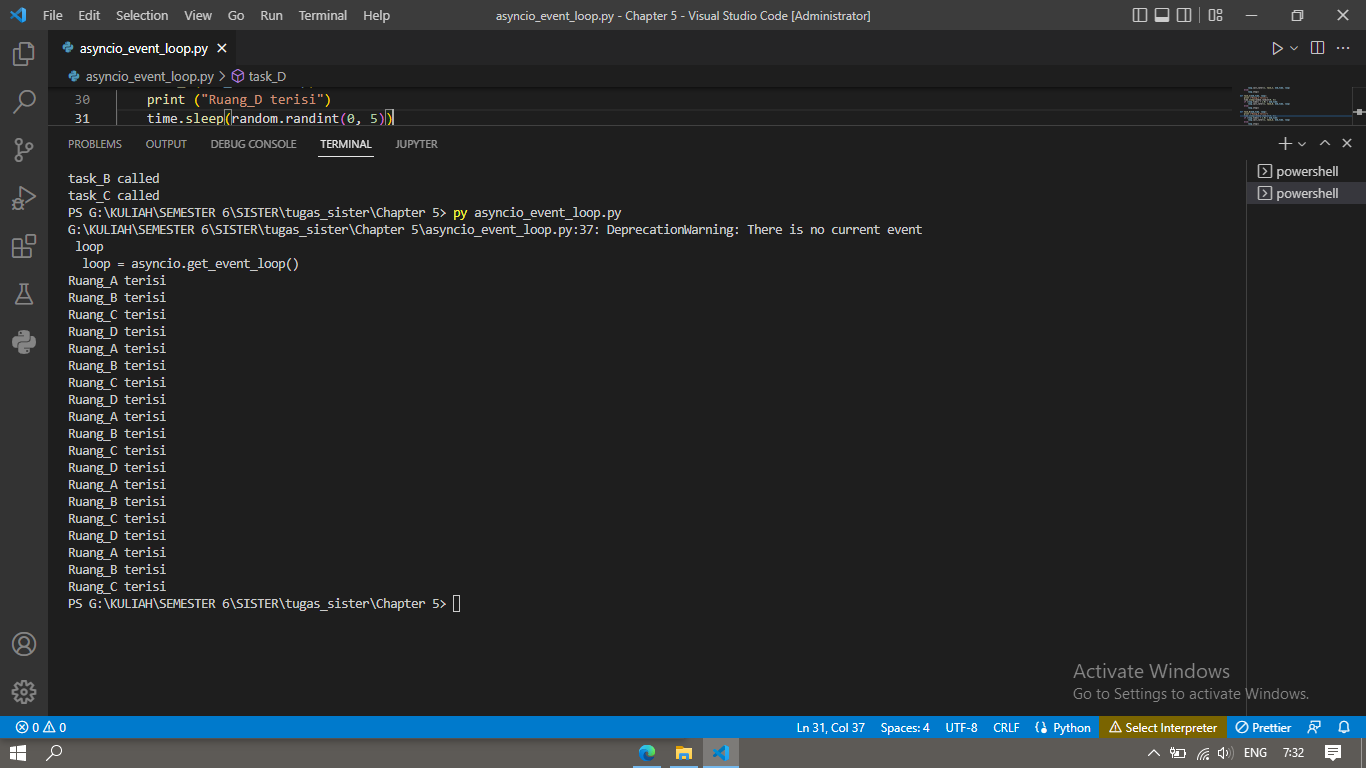 File Edit Selection View Go Run Terminal Help asyncio_event_loop.py - Chapter 5 - Visual Studio Code [Administrator]
asyncio_event_loop.py
asyncio_event_loop.py > task_D
30 print ("Ruang_D terisi")
31 time.sleep(random.randint(0, 5))
PROBLEMS OUTPUT DEBUG CONSOLE TERMINAL JUPYTER
powershell
powershell
task_B called
task_C called
PS G:\KULIAH\SEMESTER 6\SISTER\tugas_sister\Chapter 5> py asyncio_event_loop.py
G:\KULIAH\SEMESTER 6\SISTER\tugas_sister\Chapter 5\asyncio_event_loop.py:37: DeprecationWarning: There is no current event
loop
loop = asyncio.get_event_loop()
Ruang_A terisi
Ruang_B terisi
Ruang_C terisi
Ruang_D terisi
Ruang_A terisi
Ruang_B terisi
Ruang_C terisi
Ruang_D terisi
Ruang_A terisi
Ruang_B terisi
Ruang_C terisi
Ruang_D terisi
Ruang_A terisi
Ruang_B terisi
Ruang_C terisi
Ruang_D terisi
Ruang_A terisi
Ruang_B terisi
Ruang_C terisi
PS G:\KULIAH\SEMESTER 6\SISTER\tugas_sister\Chapter 5>
Activate Windows
Go to Settings to activate Windows.
0 0 Ln 31, Col 37 Spaces: 4 UTF-8 CRLF Python Select Interpreter Prettier
ENG 7:32